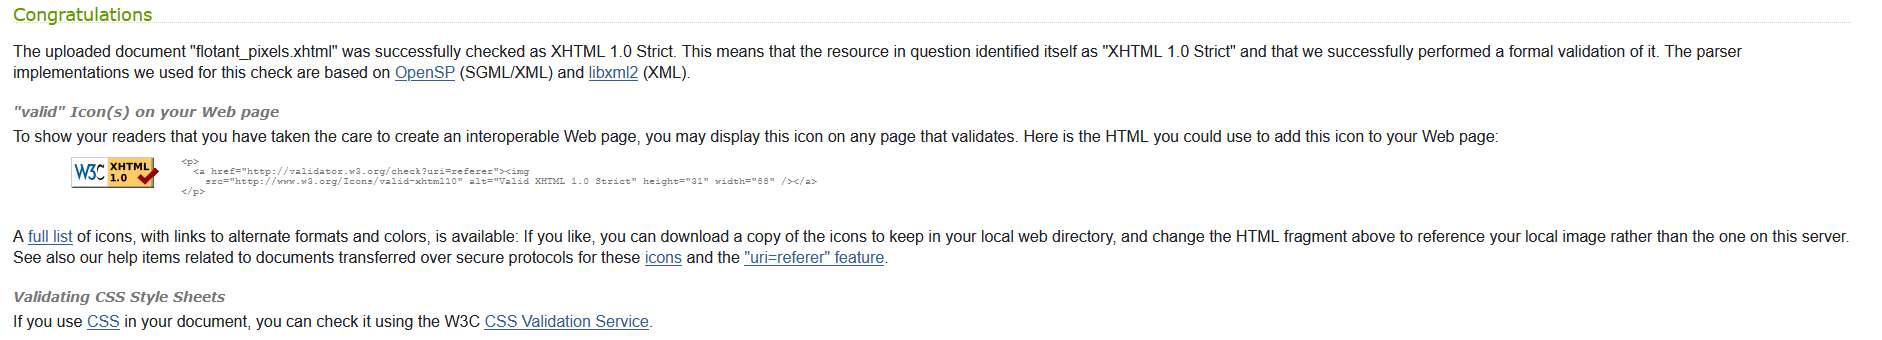 Congratulations
The uploaded document "flotant_pixels.xhtml" was successfully checked as XHTML 1.0 Strict. This means that the resource in question identified itself as "XHTML 1.0 Strict" and that we successfully performed a formal validation of it. The parser
implementations we used for this check are based on OpenSP (SGML/XML) and libxml2 (XML).
"valid" Icon(s) on your Web page
To show your readers that you have taken the care to create an interoperable Web page, you may display this icon on any page that validates. Here is the HTML you could use to add this icon to your Web page:
W3C XHTML 1.0
<p>
<a href="http://validator.w3.org/check?uri=referer"><img
src="http://www.w3.org/Icons/valid-xhtml10" alt="Valid XHTML 1.0 Strict" height="31" width="88" /></a>
</p>
A full list of icons, with links to alternate formats and colors, is available: If you like, you can download a copy of the icons to keep in your local web directory, and change the HTML fragment above to reference your local image rather than the one on this server.
See also our help items related to documents transferred over secure protocols for these icons and the "uri=referer" feature.
Validating CSS Style Sheets
If you use CSS in your document, you can check it using the W3C CSS Validation Service.